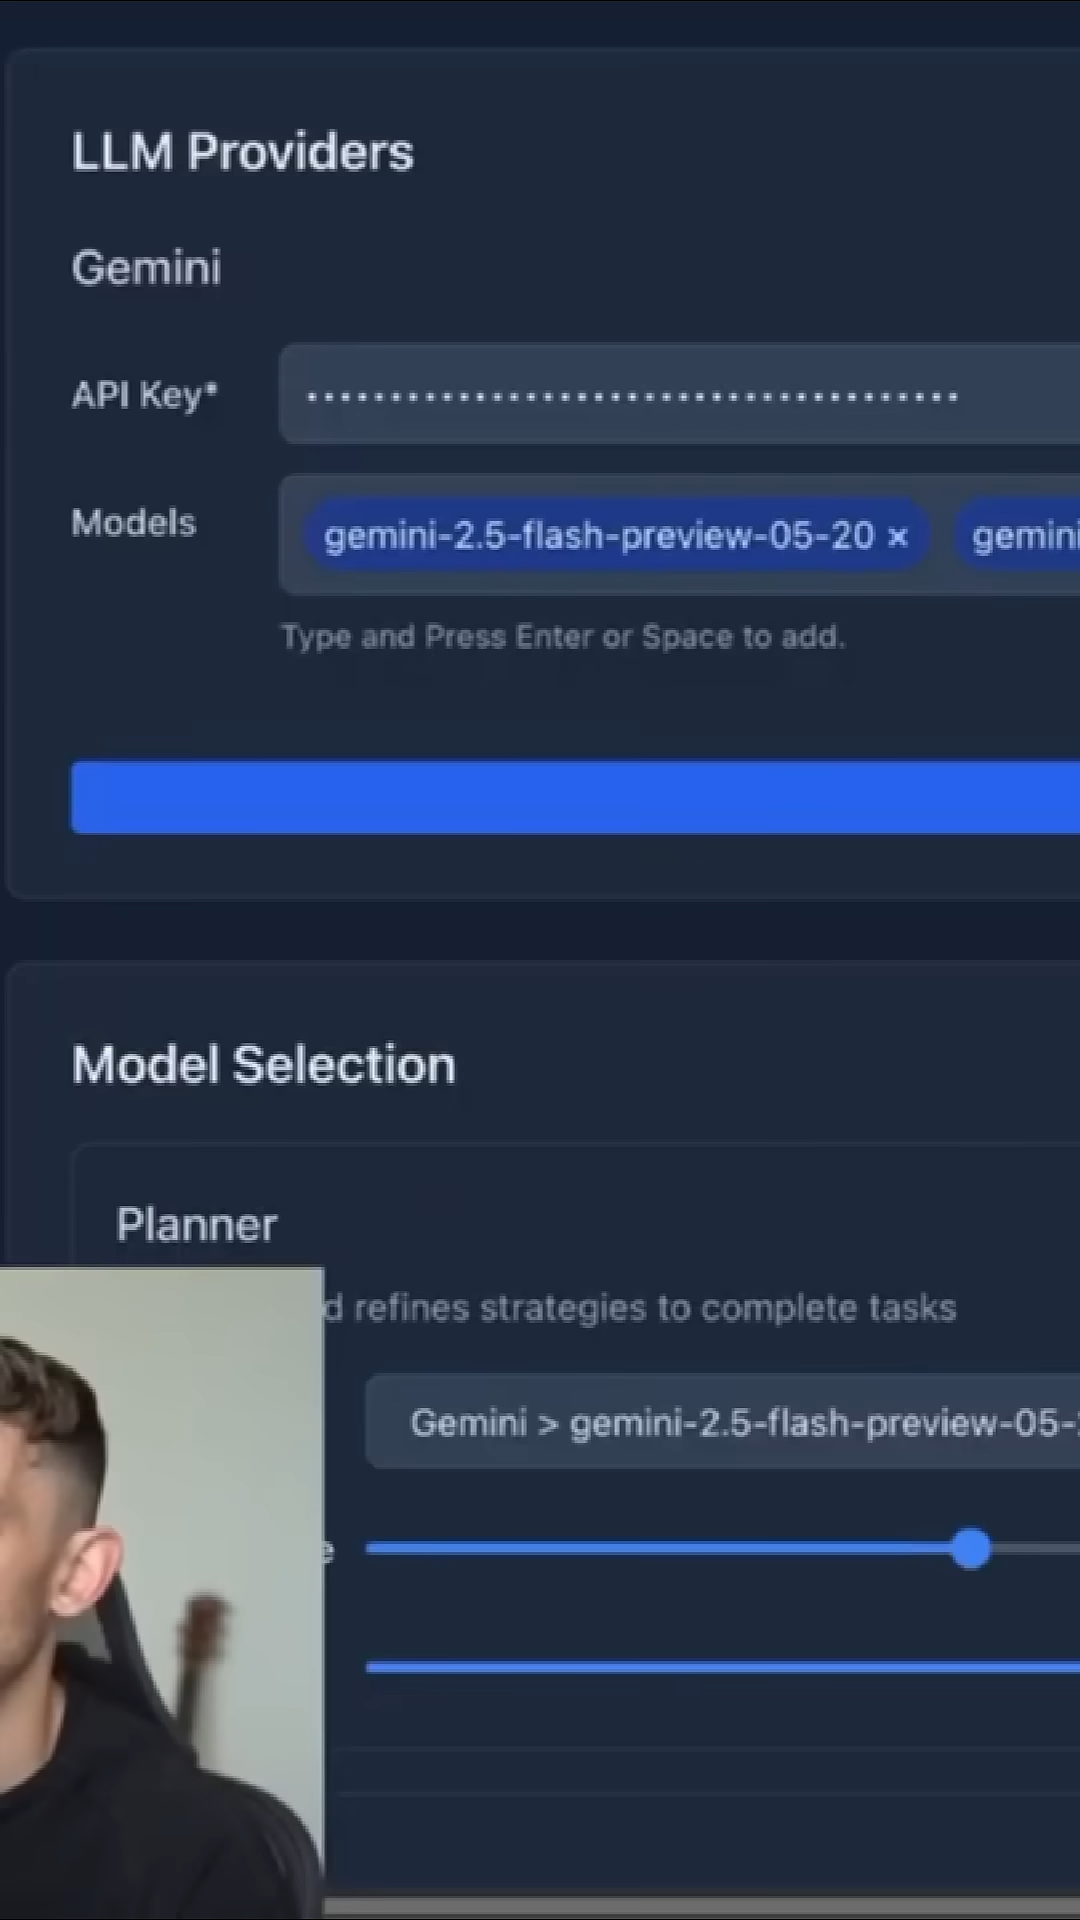 LLM Providers
Gemini
API Key*
Models
gemini-2.5-flash-preview-05-20 × gemini
Type and Press Enter or Space to add.
Model Selection
Planner
d refines strategies to complete tasks
Gemini > gemini-2.5-flash-preview-05-
e